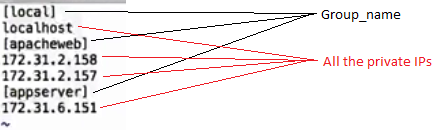 [local]
localhost
[apacheweb]
172.31.2.158
172.31.2.157
[appserver]
172.31.6.151
~
Group_name
All the private IPs